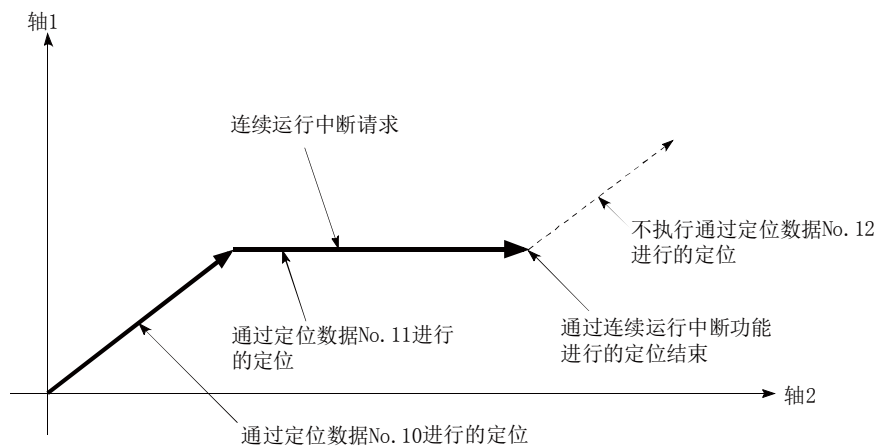 轴1
连续运行中断请求
不执行通过定位数据No.12
进行的定位
通过定位数据No.11进行
的定位
通过连续运行中断功能
进行的定位结束
轴2
通过定位数据No.10进行的定位